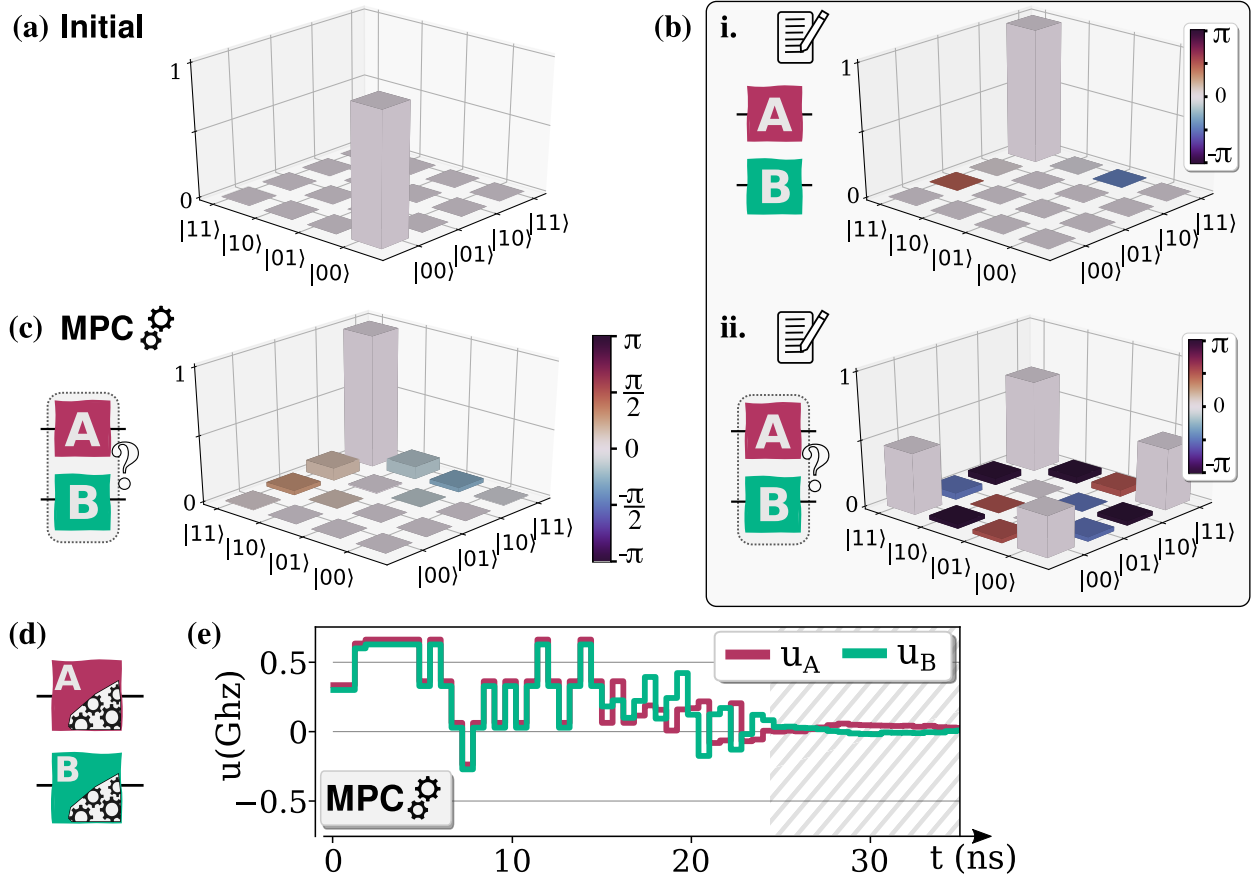 (a) Initial
1
0
|11⟩
|10⟩
|01⟩
|00⟩
|00⟩
|01⟩
|10⟩
|11⟩
(b) i.
A
B
1
0
|11⟩
|10⟩
|01⟩
|00⟩
|00⟩
|01⟩
|10⟩
|11⟩
π
0
-π
(c) MPC
A
B
?
1
0
|11⟩
|10⟩
|01⟩
|00⟩
|00⟩
|01⟩
|10⟩
|11⟩
π
π/2
0
-π/2
-π
ii.
A
B
?
1
0
|11⟩
|10⟩
|01⟩
|00⟩
|00⟩
|01⟩
|10⟩
|11⟩
π
0
-π
(d)
A
B
(e)
u_A u_B
u(Ghz)
0.5
0
−0.5
MPC
0 10 20 30
t (ns)